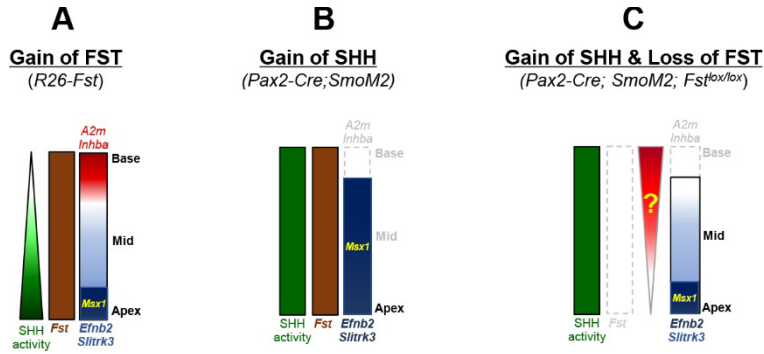 A
Gain of FST
(R26-Fst)
A2m
Inhba
Base
Mid
Msx1
Apex
SHH
activity
Fst
Efnb2
Slitrk3
B
Gain of SHH
(Pax2-Cre;SmoM2)
A2m
Inhba
Base
Msx1
Mid
Apex
SHH
activity
Fst
Efnb2
Slitrk3
C
Gain of SHH & Loss of FST
(Pax2-Cre; SmoM2; Fstlox/lox)
A2m
Inhba
Base
?
Mid
Msx1
Apex
SHH
activity
Fst
Efnb2
Slitrk3